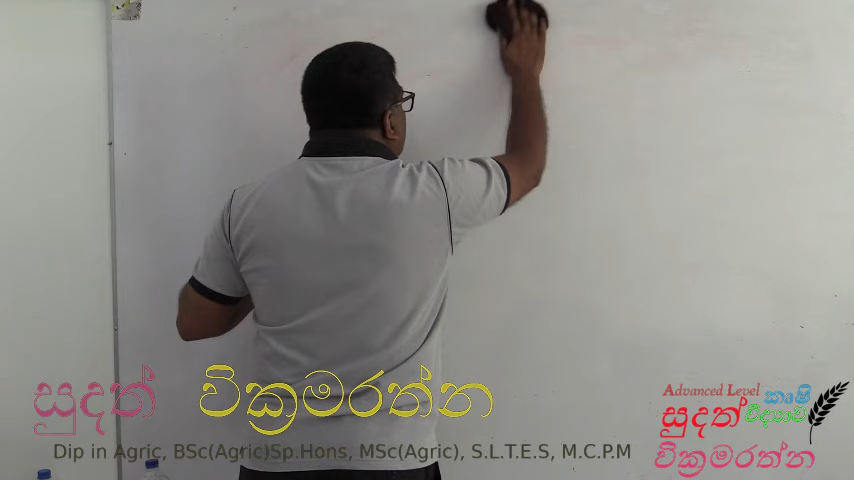 සුදත් වික්‍රමරත්න
Dip in Agric, BSc(Agric)Sp.Hons, MSc(Agric), S.L.T.E.S, M.C.P.M
Advanced Level
කෘෂි
සුදත් විද්‍යාව
වික්‍රමරත්න